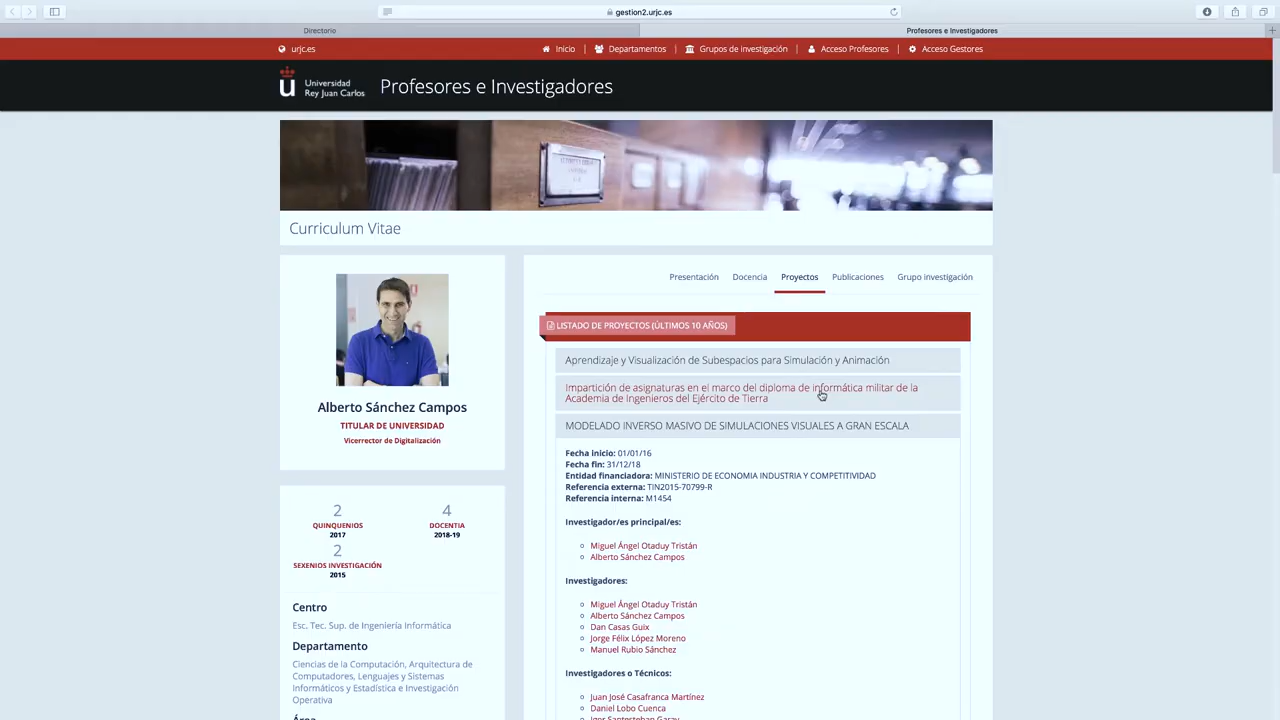 gestion2.urjc.es
Directorio
Profesores e Investigadores
urjc.es
Inicio
Departamentos
Grupos de investigación
Acceso Profesores
Acceso Gestores
Universidad
Rey Juan Carlos
Profesores e Investigadores
Curriculum Vitae
Alberto Sánchez Campos
TITULAR DE UNIVERSIDAD
Vicerrector de Digitalización
2
QUINQUENIOS
2017
4
DOCENTIA
2018-19
2
SEXENIOS INVESTIGACIÓN
2015
Centro
Esc. Tec. Sup. de Ingeniería Informática
Departamento
Ciencias de la Computación, Arquitectura de
Computadores, Lenguajes y Sistemas
Informáticos y Estadística e Investigación
Operativa
Área
Presentación
Docencia
Proyectos
Publicaciones
Grupo investigación
LISTADO DE PROYECTOS (ÚLTIMOS 10 AÑOS)
Aprendizaje y Visualización de Subespacios para Simulación y Animación
Impartición de asignaturas en el marco del diploma de informática militar de la
Academia de Ingenieros del Ejército de Tierra
MODELADO INVERSO MASIVO DE SIMULACIONES VISUALES A GRAN ESCALA
Fecha inicio: 01/01/16
Fecha fin: 31/12/18
Entidad financiadora: MINISTERIO DE ECONOMIA INDUSTRIA Y COMPETITIVIDAD
Referencia externa: TIN2015-70799-R
Referencia interna: M1454
Investigador/es principal/es:
Miguel Ángel Otaduy Tristán
Alberto Sánchez Campos
Investigadores:
Miguel Ángel Otaduy Tristán
Alberto Sánchez Campos
Dan Casas Guix
Jorge Félix López Moreno
Manuel Rubio Sánchez
Investigadores o Técnicos:
Juan José Casafranca Martínez
Daniel Lobo Cuenca
Igor Santesteban Garay